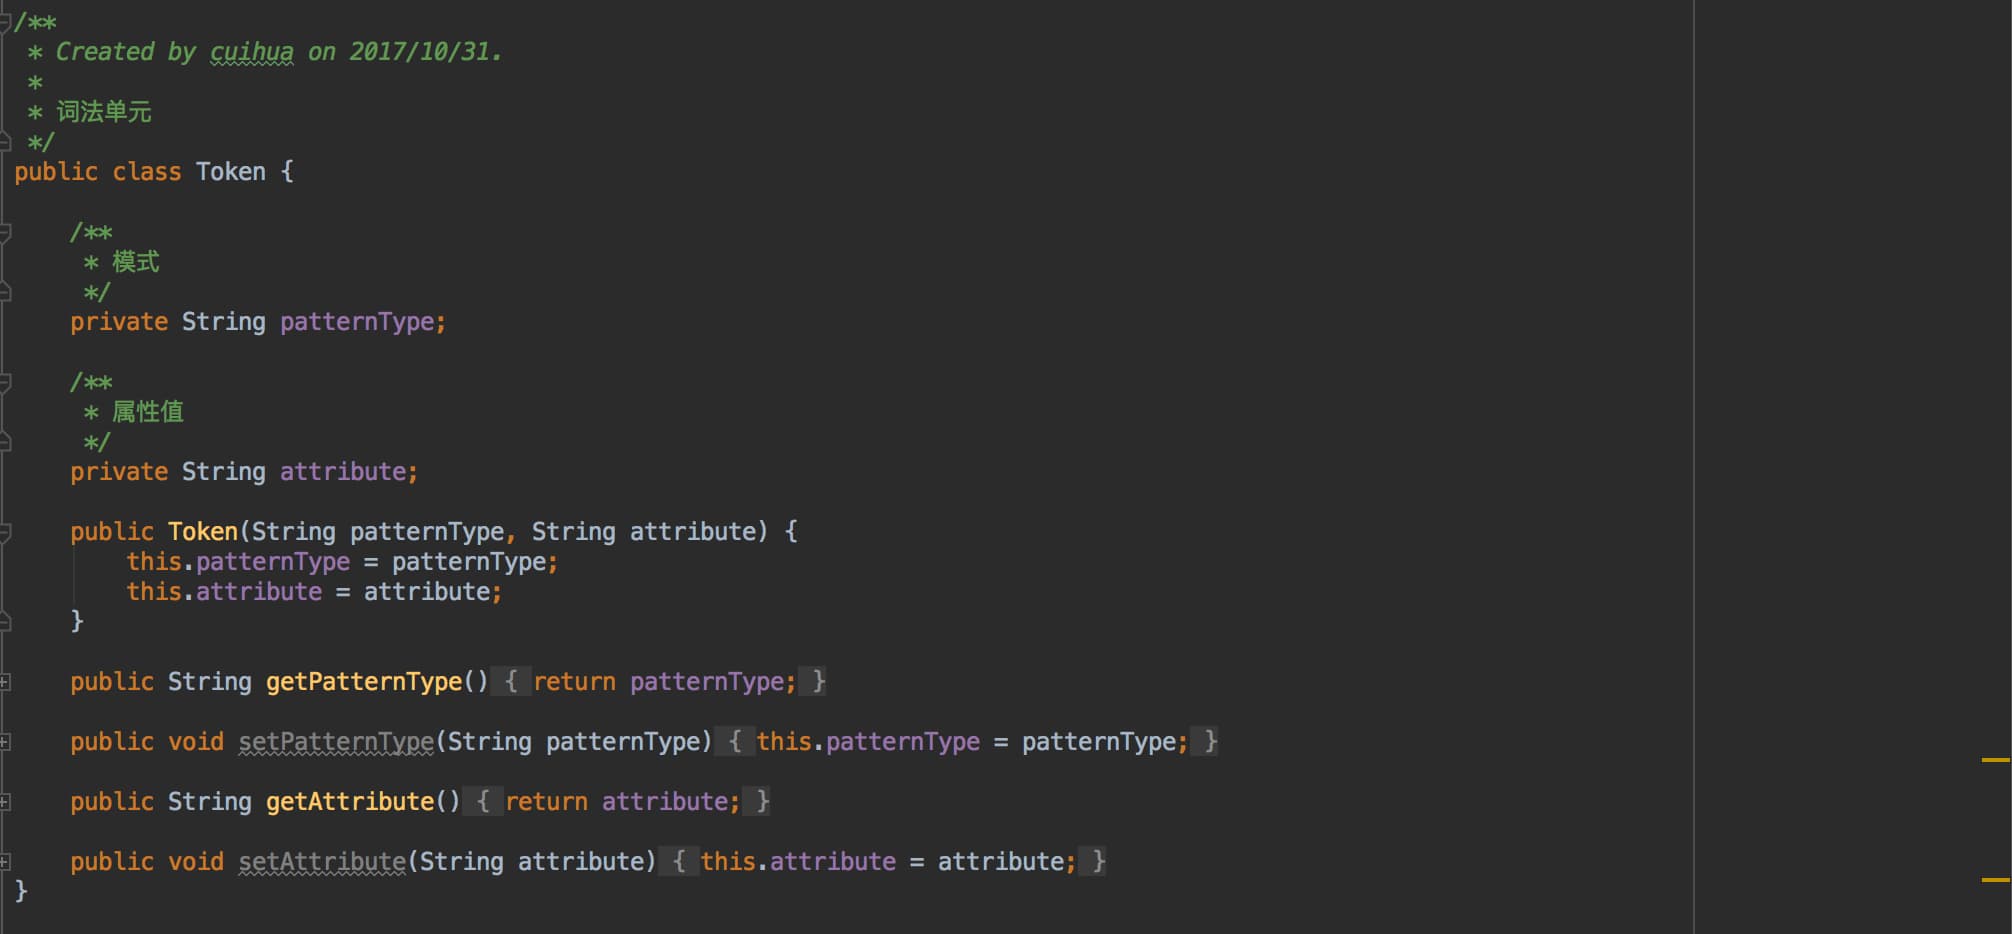 /**
 * Created by cuihua on 2017/10/31.
 *
 * 词法单元
 */
public class Token {

    /**
     * 模式
     */
    private String patternType;

    /**
     * 属性值
     */
    private String attribute;

    public Token(String patternType, String attribute) {
        this.patternType = patternType;
        this.attribute = attribute;
    }

    public String getPatternType() { return patternType; }

    public void setPatternType(String patternType) { this.patternType = patternType; }

    public String getAttribute() { return attribute; }

    public void setAttribute(String attribute) { this.attribute = attribute; }
}